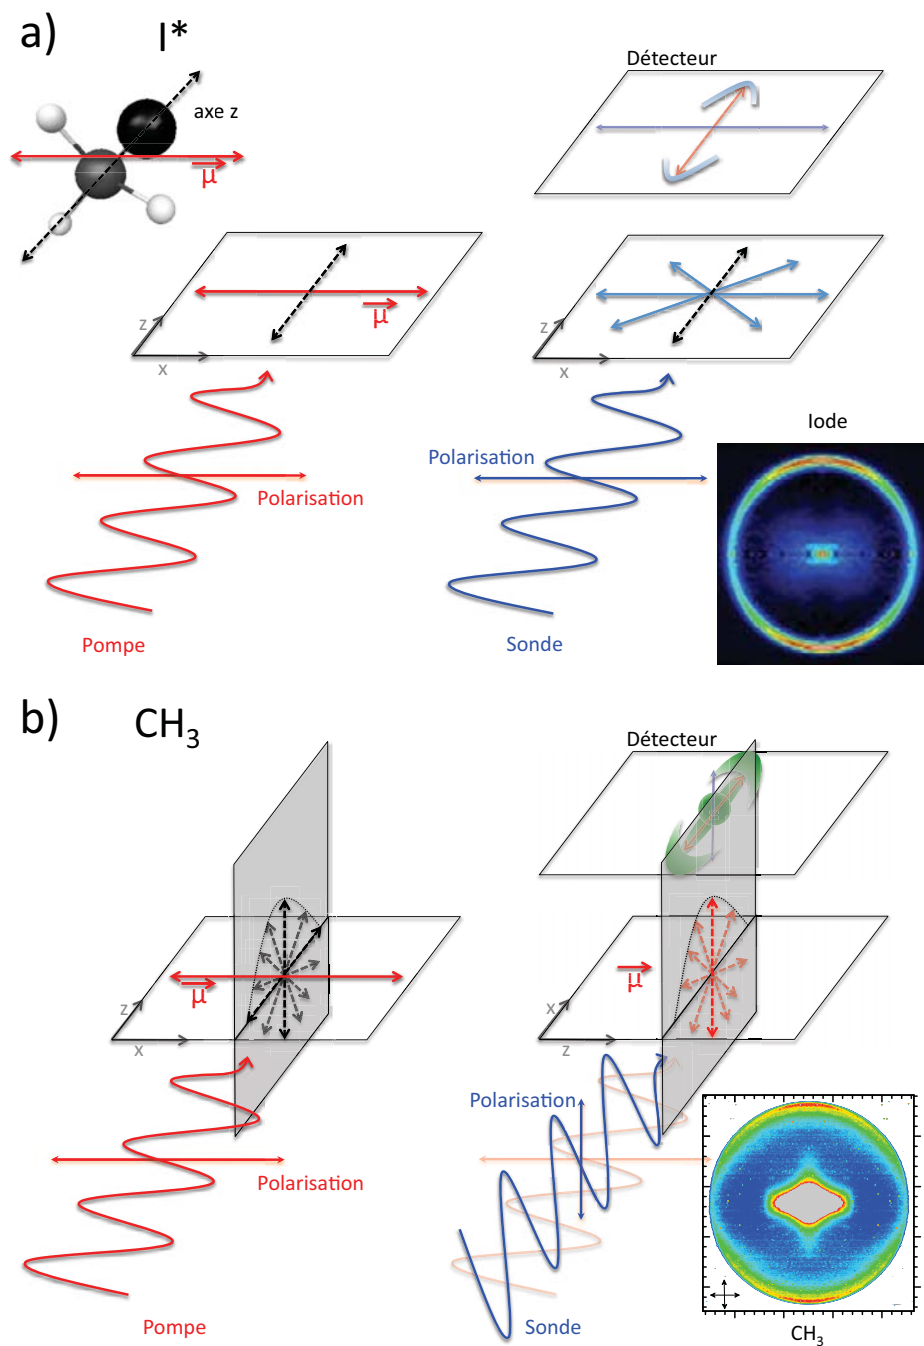 a)
I*
axe z
μ
Détecteur
μ
z
x
z
x
Polarisation
Polarisation
Iode
Pompe
Sonde
b)
CH3
Détecteur
μ
z
x
μ
x
z
Polarisation
Polarisation
Pompe
Sonde
CH3